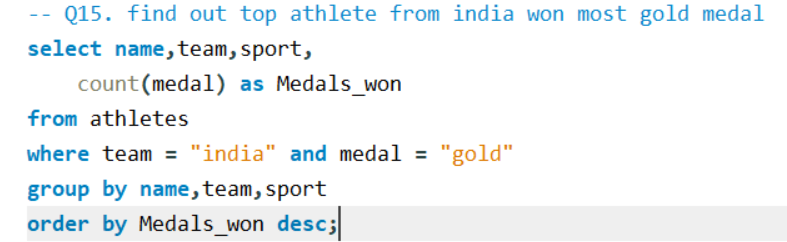 -- Q15. find out top athlete from india won most gold medal
select name,team,sport,
count(medal) as Medals_won
from athletes
where team = "india" and medal = "gold"
group by name,team,sport
order by Medals_won desc;